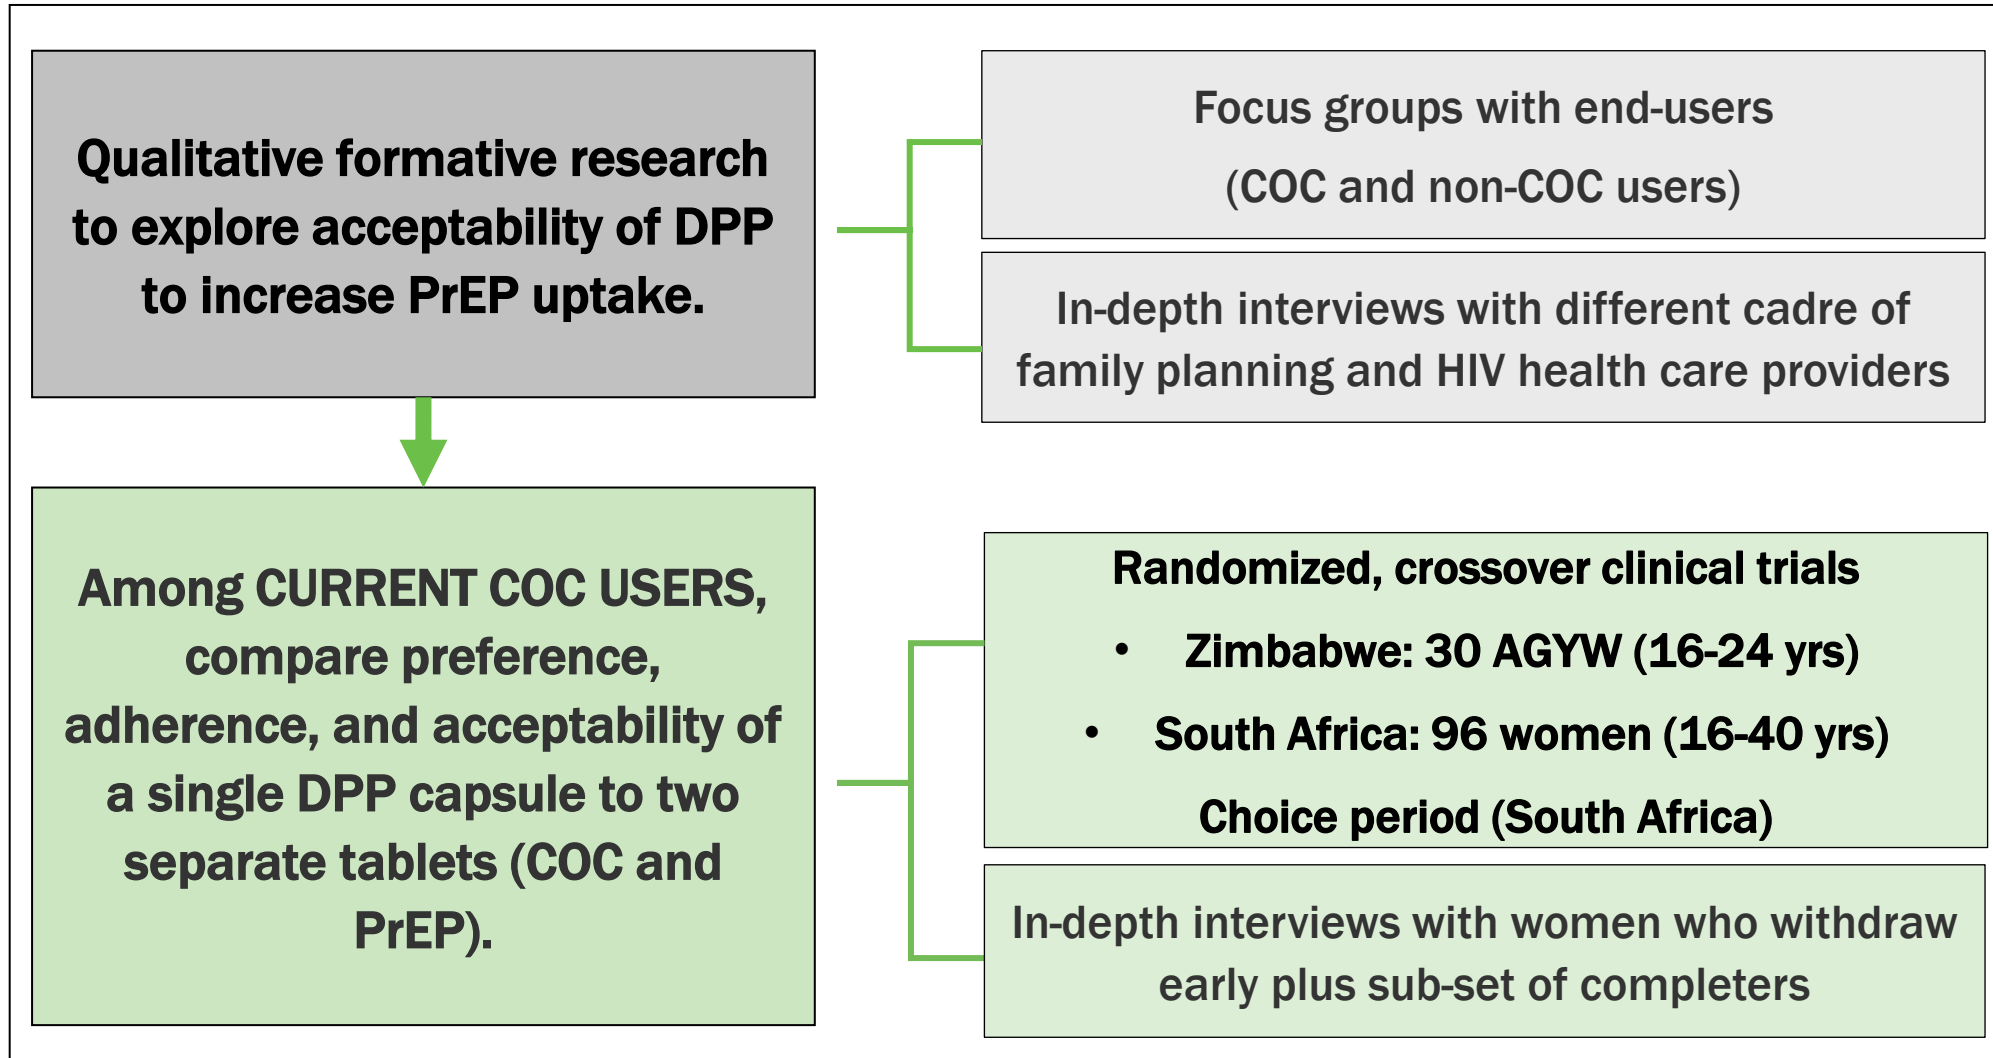 Qualitative formative research
to explore acceptability of DPP
to increase PrEP uptake.
Focus groups with end-users
(COC and non-COC users)
In-depth interviews with different cadre of
family planning and HIV health care providers
Among CURRENT COC USERS,
compare preference,
adherence, and acceptability of
a single DPP capsule to two
separate tablets (COC and
PrEP).
Randomized, crossover clinical trials
• Zimbabwe: 30 AGYW (16-24 yrs)
• South Africa: 96 women (16-40 yrs)
Choice period (South Africa)
In-depth interviews with women who withdraw
early plus sub-set of completers